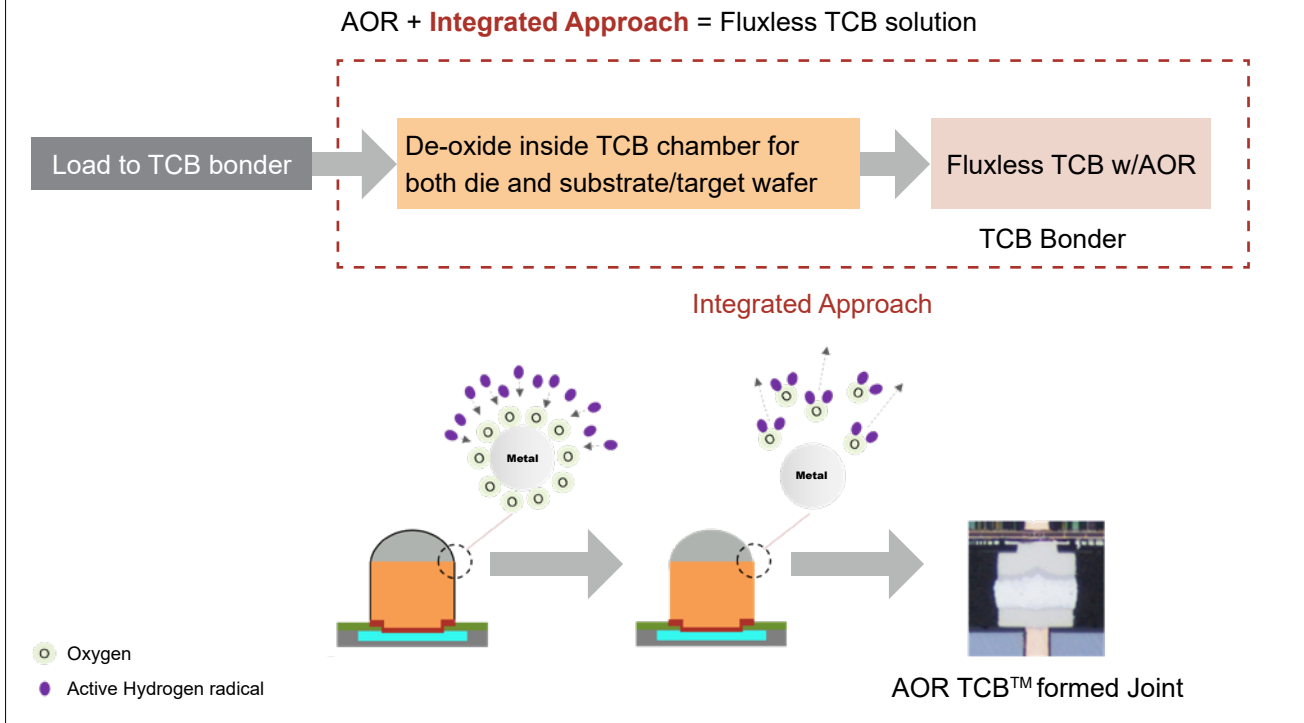 AOR + Integrated Approach = Fluxless TCB solution
Load to TCB bonder
De-oxide inside TCB chamber for
both die and substrate/target wafer
Fluxless TCB w/AOR
TCB Bonder
Integrated Approach
O O O O O O O O O O
Metal
O O O O O
Metal
O Oxygen
Active Hydrogen radical
AOR TCB™ formed Joint